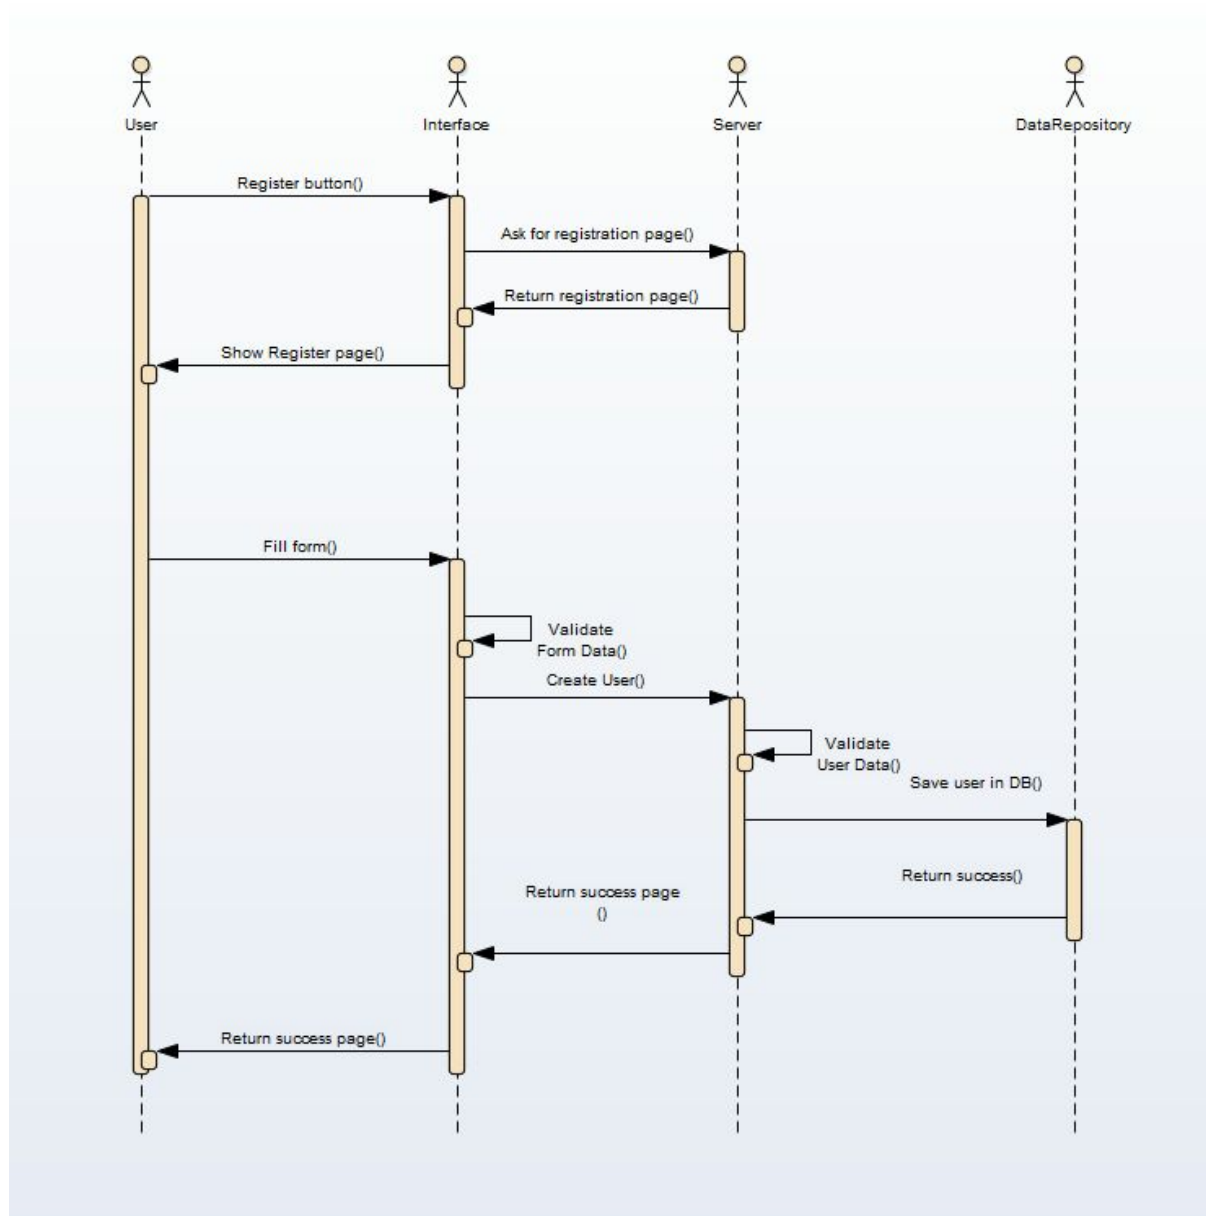 User
Interface
Server
DataRepository
Register button()
Ask for registration page()
Return registration page()
Show Register page()
Fill form()
Validate
Form Data()
Create User()
Validate
User Data()
Save user in DB()
Return success()
Return success page
()
Return success page()